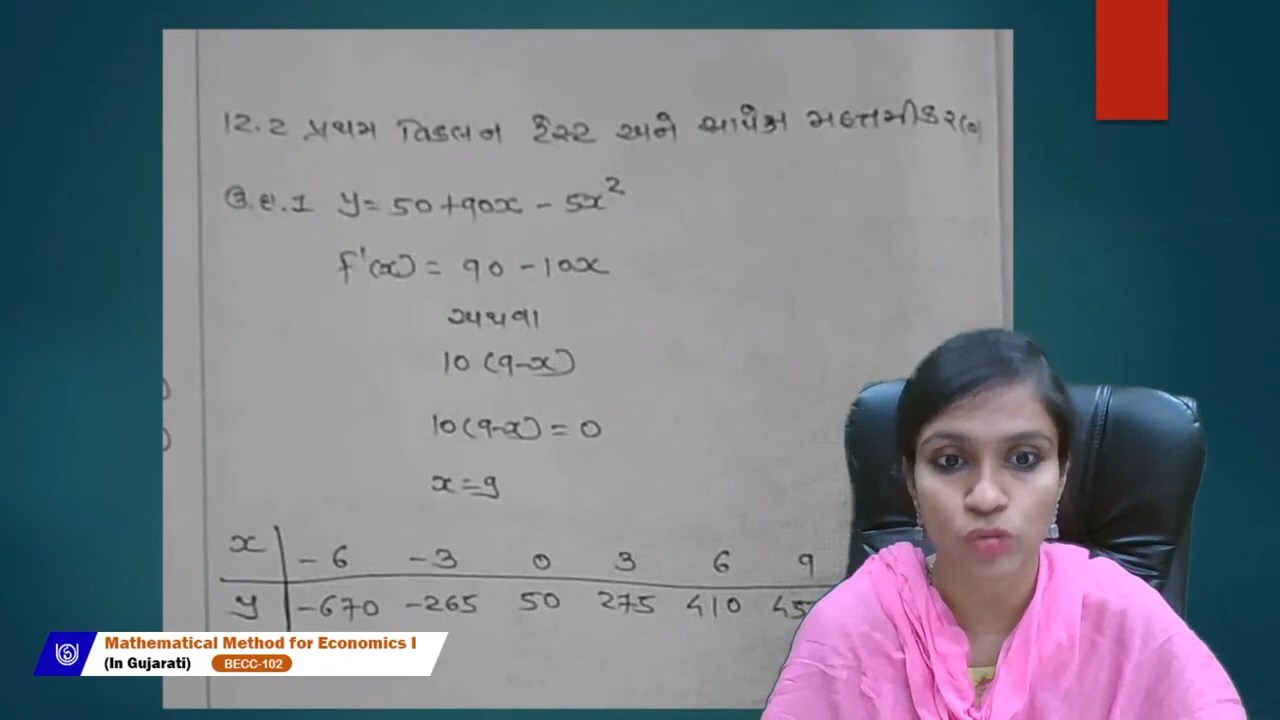 12.2 પ્રથમ વિકલન ટેસ્ટ અને સાપેક્ષ મહત્તમીકરણ
ઉદા.1 y = 50 + 90x - 5x²
f'(x) = 90 - 10x
અથવા
10 (9-x)
10 (9-x) = 0
x = 9
x | -6 -3 0 3 6 9
y | -670 -265 50 275 410 45
Mathematical Method for Economics I
(In Gujarati) BECC-102